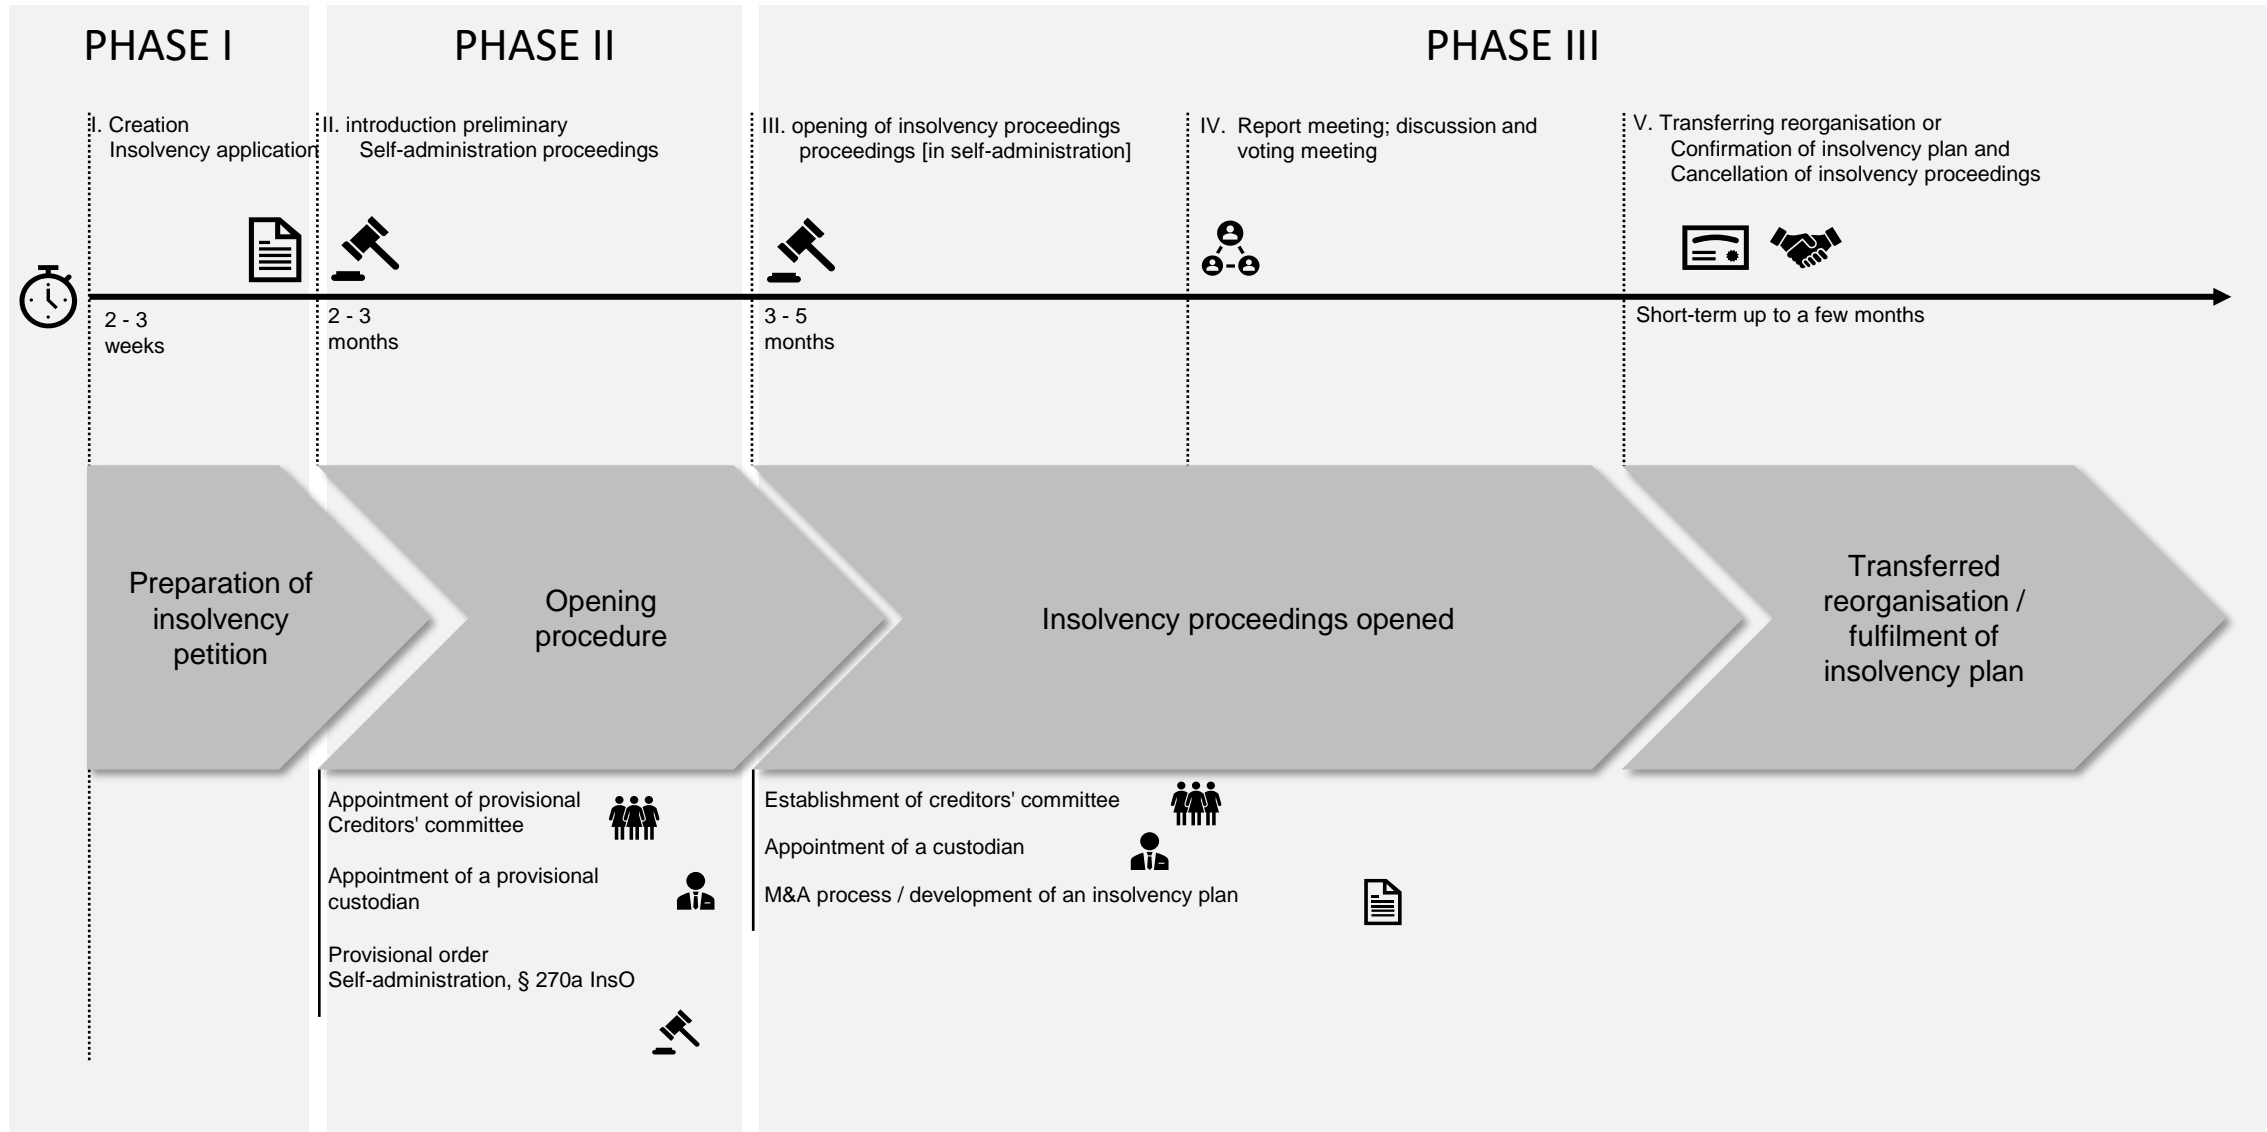 PHASE I
PHASE II
PHASE III
I. Creation
Insolvency application
II. introduction preliminary
Self-administration proceedings
III. opening of insolvency proceedings
proceedings [in self-administration]
IV. Report meeting; discussion and
voting meeting
V. Transferring reorganisation or
Confirmation of insolvency plan and
Cancellation of insolvency proceedings
2 - 3
weeks
2 - 3
months
3 - 5
months
Short-term up to a few months
Preparation of
insolvency
petition
Opening
procedure
Insolvency proceedings opened
Transferred
reorganisation /
fulfilment of
insolvency plan
Appointment of provisional
Creditors' committee
Appointment of a provisional
custodian
Provisional order
Self-administration, § 270a InsO
Establishment of creditors' committee
Appointment of a custodian
M&A process / development of an insolvency plan